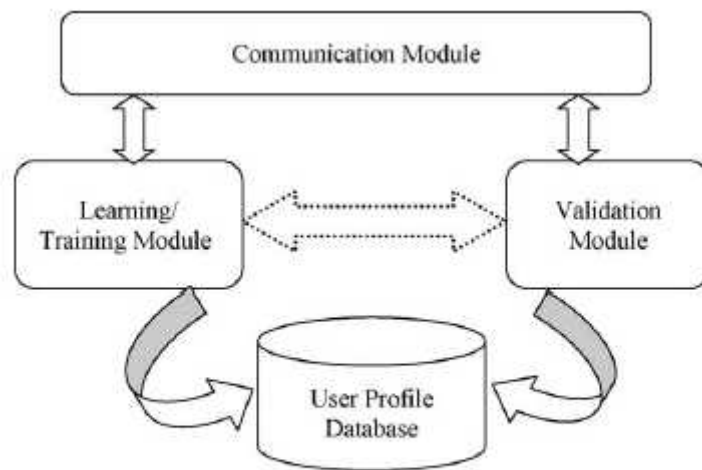 Communication Module
Learning/
Training Module
Validation
Module
User Profile
Database